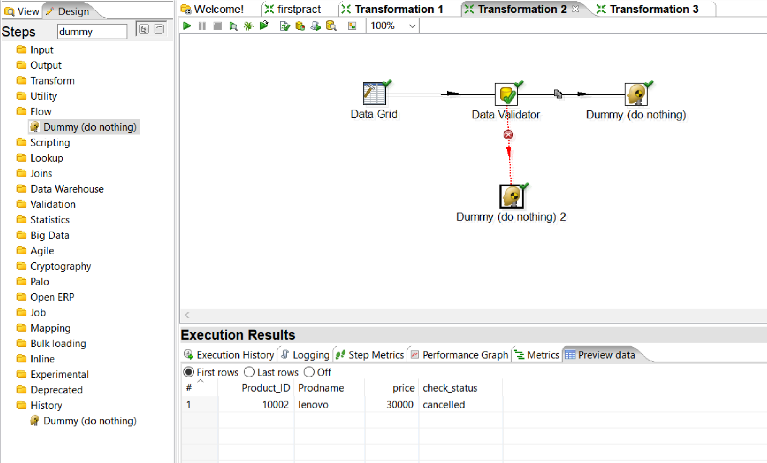 View Design
Steps dummy
Input
Output
Transform
Utility
Flow
Dummy (do nothing)
Scripting
Lookup
Joins
Data Warehouse
Validation
Statistics
Big Data
Agile
Cryptography
Palo
Open ERP
Job
Mapping
Bulk loading
Inline
Experimental
Deprecated
History
Dummy (do nothing)
Welcome! firstpract Transformation 1 Transformation 2 Transformation 3
100%
Data Grid Data Validator Dummy (do nothing)
Dummy (do nothing) 2
Execution Results
Execution History Logging Step Metrics Performance Graph Metrics Preview data
First rows Last rows Off
# Product_ID Prodname price check_status
1 10002 lenovo 30000 cancelled